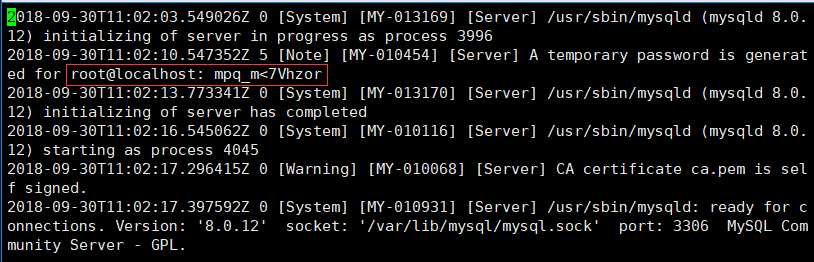 2018-09-30T11:02:03.549026Z 0 [System] [MY-013169] [Server] /usr/sbin/mysqld (mysqld 8.0.
12) initializing of server in progress as process 3996
2018-09-30T11:02:10.547352Z 5 [Note] [MY-010454] [Server] A temporary password is generat
ed for root@localhost: mpq_m<7Vhzor
2018-09-30T11:02:13.773341Z 0 [System] [MY-013170] [Server] /usr/sbin/mysqld (mysqld 8.0.
12) initializing of server has completed
2018-09-30T11:02:16.545062Z 0 [System] [MY-010116] [Server] /usr/sbin/mysqld (mysqld 8.0.
12) starting as process 4045
2018-09-30T11:02:17.296415Z 0 [Warning] [MY-010068] [Server] CA certificate ca.pem is sel
f signed.
2018-09-30T11:02:17.397592Z 0 [System] [MY-010931] [Server] /usr/sbin/mysqld: ready for c
onnections. Version: '8.0.12'  socket: '/var/lib/mysql/mysql.sock'  port: 3306  MySQL Com
munity Server - GPL.